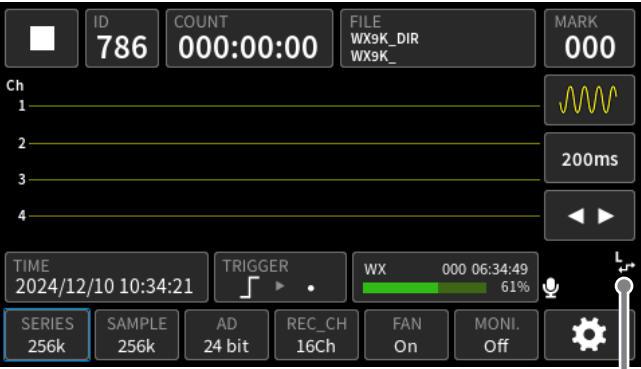 ID
786
COUNT
000:00:00
FILE
WX9K_DIR
WX9K_
MARK
000
Ch
1
2
3
4
200ms
TIME
2024/12/10 10:34:21
TRIGGER
WX 000 06:34:49
61%
L
SERIES
256k
SAMPLE
256k
AD
24 bit
REC_CH
16Ch
FAN
On
MONI.
Off